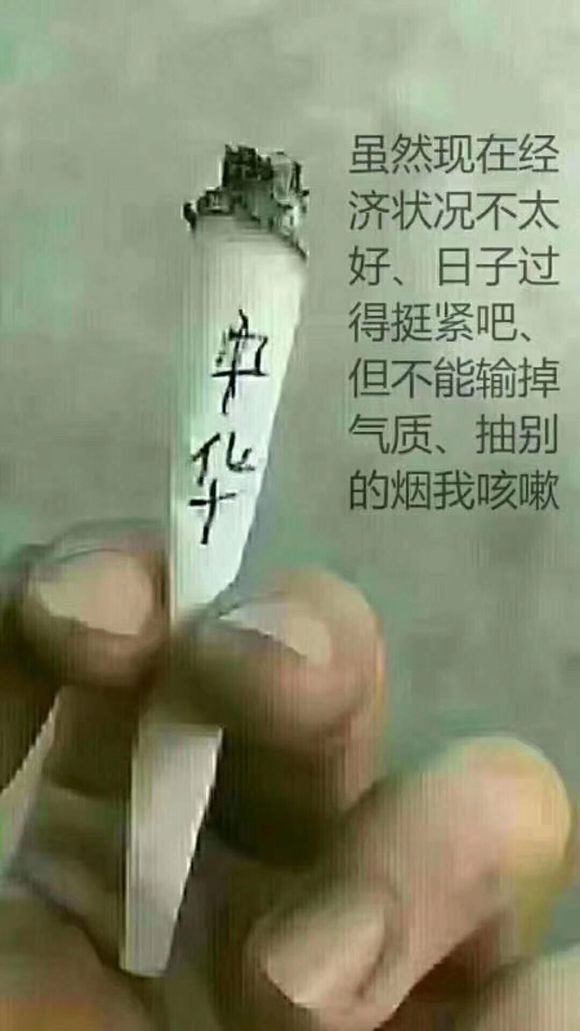 虽然现在经
济状况不太
好、日子过
得挺紧吧、
但不能输掉
气质、抽别
的烟我咳嗽
中华